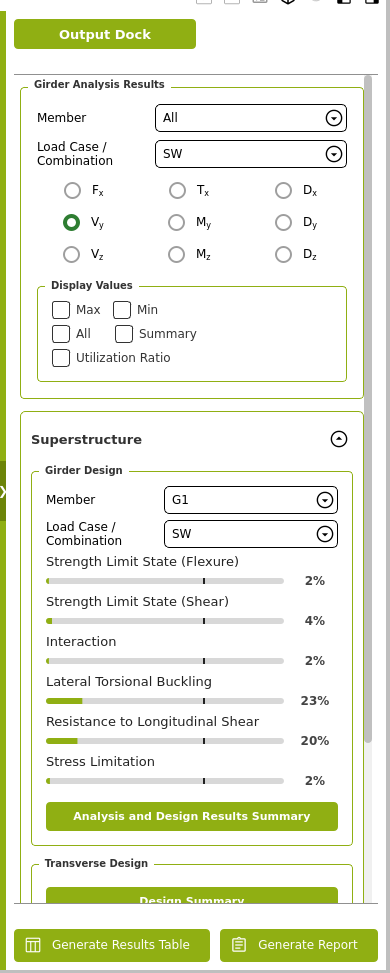 Output Dock
Girder Analysis Results
Member
All
Load Case /
Combination
SW
Fx
Tx
Dx
Vy
My
Dy
Vz
Mz
Dz
Display Values
Max
Min
All
Summary
Utilization Ratio
Superstructure
Girder Design
Member
G1
Load Case /
Combination
SW
Strength Limit State (Flexure)
2%
Strength Limit State (Shear)
4%
Interaction
2%
Lateral Torsional Buckling
23%
Resistance to Longitudinal Shear
20%
Stress Limitation
2%
Analysis and Design Results Summary
Transverse Design
Design Summary
Generate Results Table
Generate Report